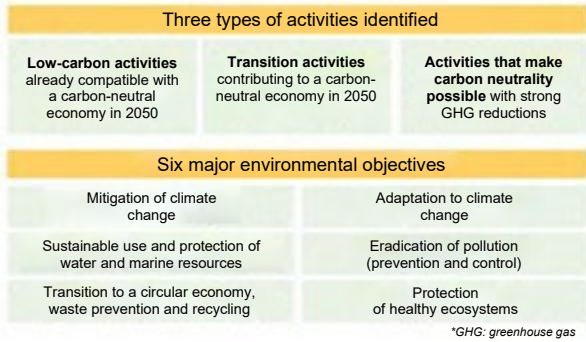 Three types of activities identified
Low-carbon activities
already compatible with
a carbon-neutral
economy in 2050
Transition activities
contributing to a carbon-
neutral economy in 2050
Activities that make
carbon neutrality
possible with strong
GHG reductions
Six major environmental objectives
Mitigation of climate
change
Adaptation to climate
change
Sustainable use and protection of
water and marine resources
Eradication of pollution
(prevention and control)
Transition to a circular economy,
waste prevention and recycling
Protection
of healthy ecosystems
*GHG: greenhouse gas